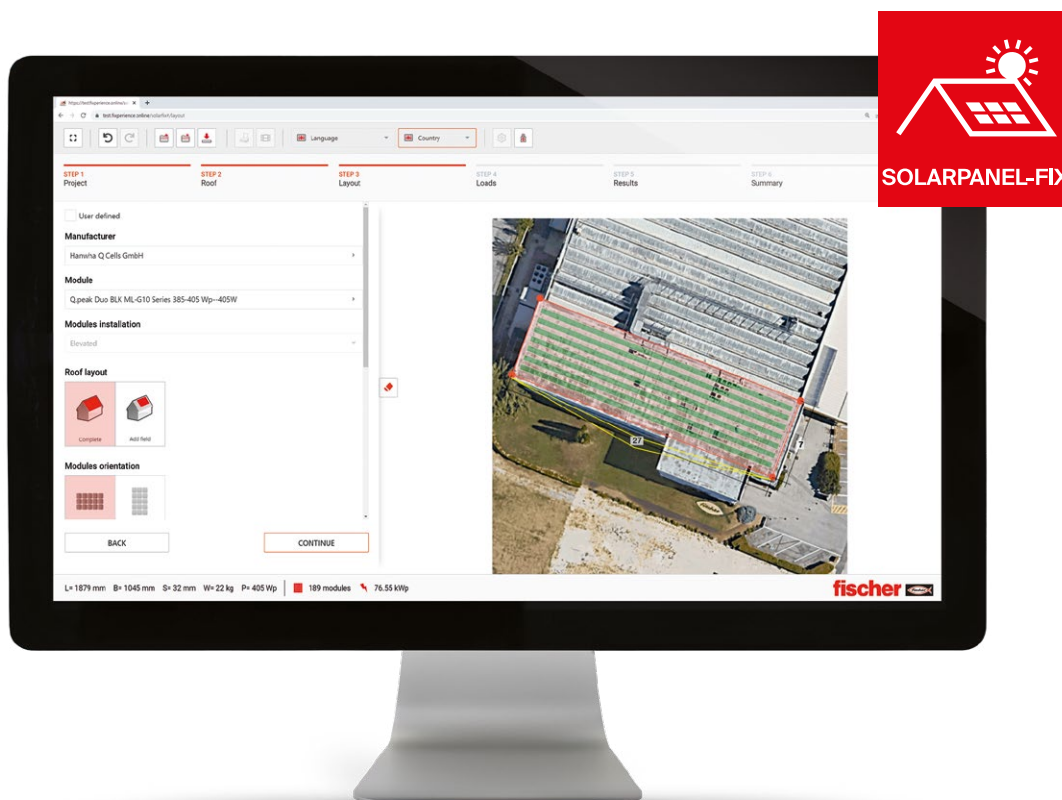 SOLARPANEL-FIX
Language
Country
STEP 1
Project
STEP 2
Roof
STEP 3
Layout
STEP 4
Loads
STEP 5
Results
STEP 6
Summary
User defined
Manufacturer
Hanwha Q Cells GmbH
Module
Q.peak Duo BLK ML-G10 Series 385-405 Wp--405W
Modules installation
Elevated
Roof layout
Complete
Add field
Modules orientation
BACK
CONTINUE
27
7
L= 1879 mm B= 1045 mm S= 32 mm W= 22 kg P= 405 Wp 189 modules 76.55 kWp
fischer